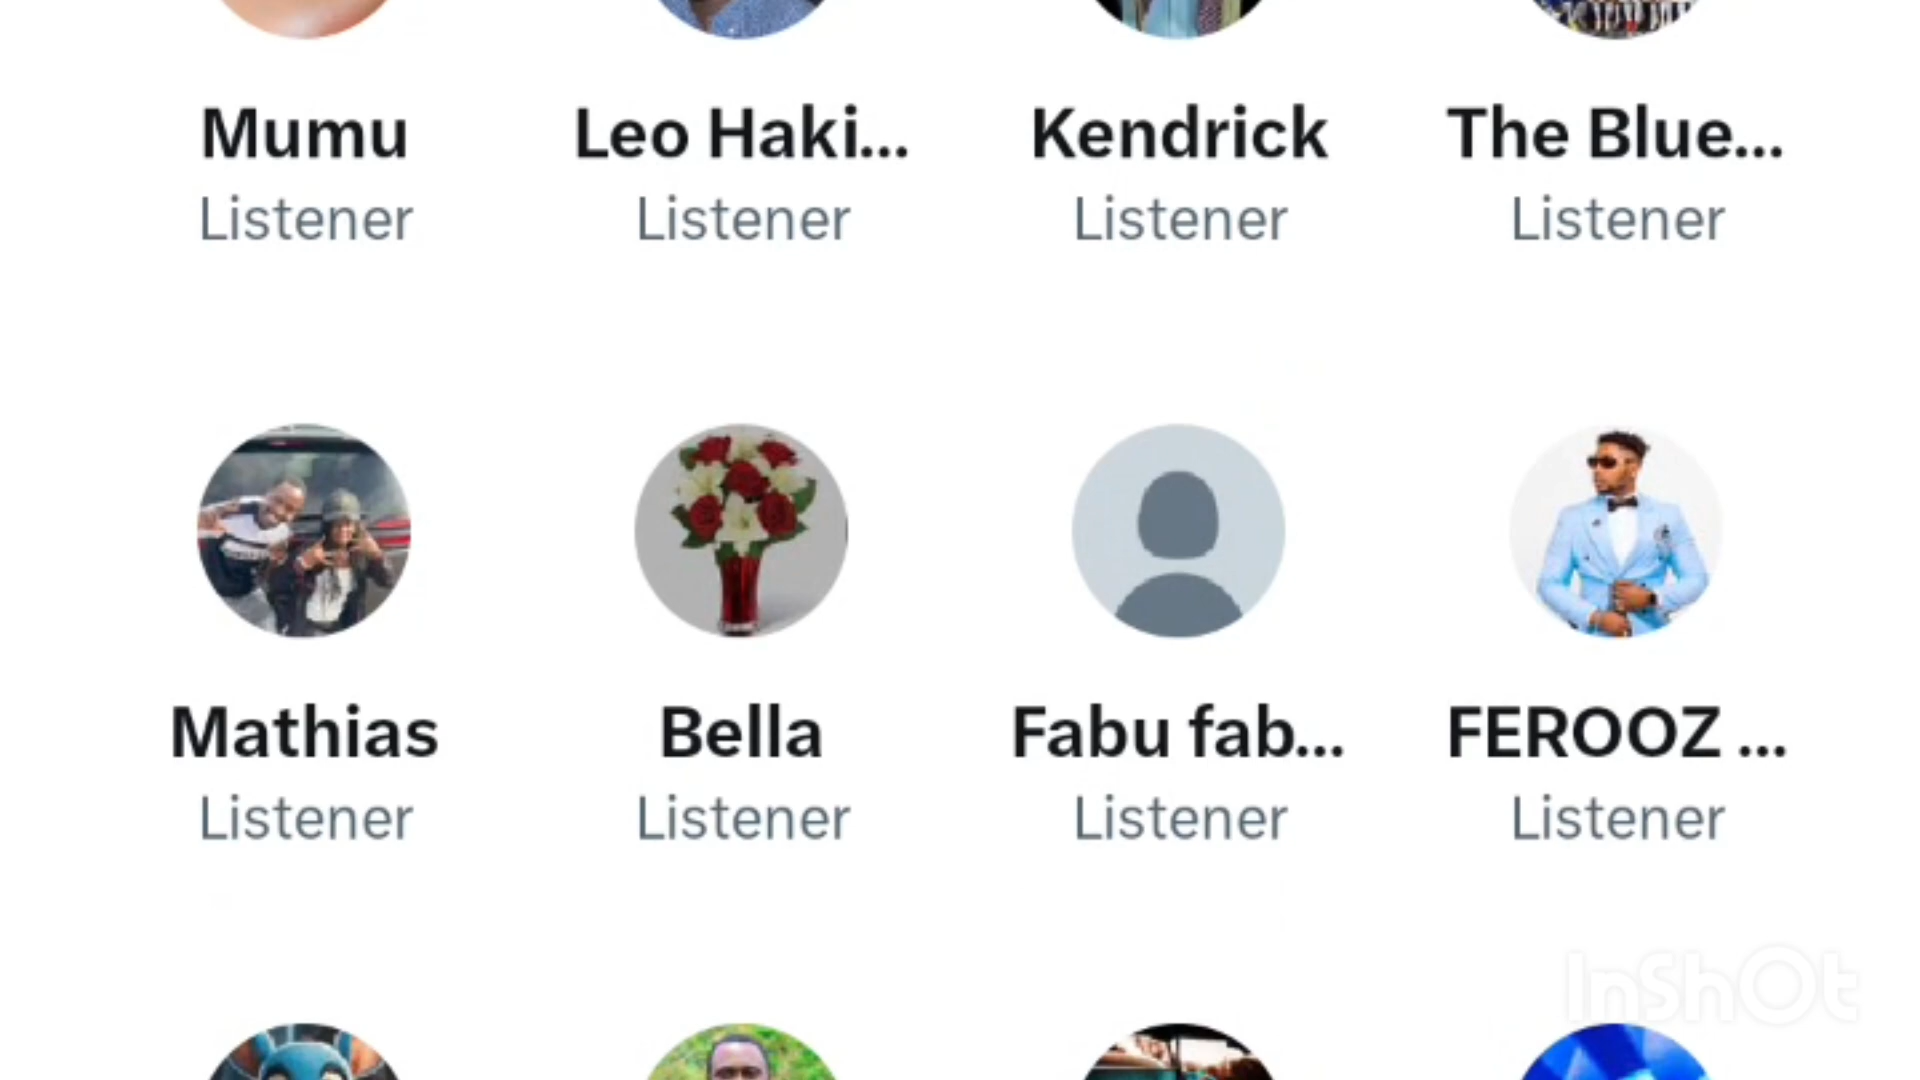 Mumu Leo Haki... Kendrick The Blue...
Listener Listener Listener Listener
Mathias Bella Fabu fab... FEROOZ ...
Listener Listener Listener Listener
InShOt